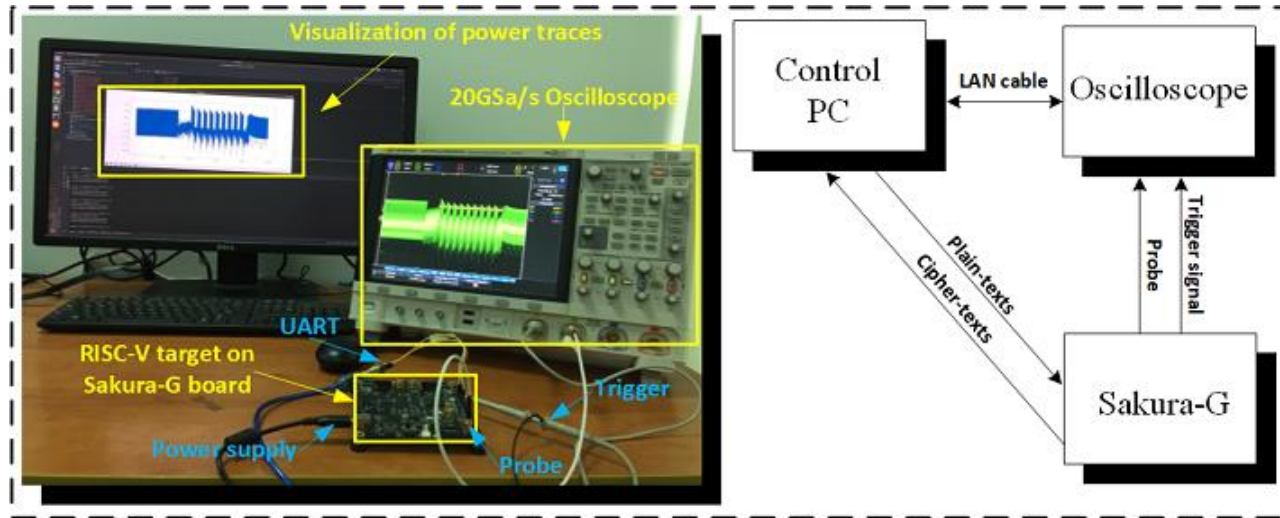 Visualization of power traces
20GSa/s Oscilloscope
UART
RISC-V target on
Sakura-G board
Trigger
Power supply
Probe
DELL
Control
PC
LAN cable
Oscilloscope
Plain-texts
Cipher-texts
Probe
Trigger signal
Sakura-G